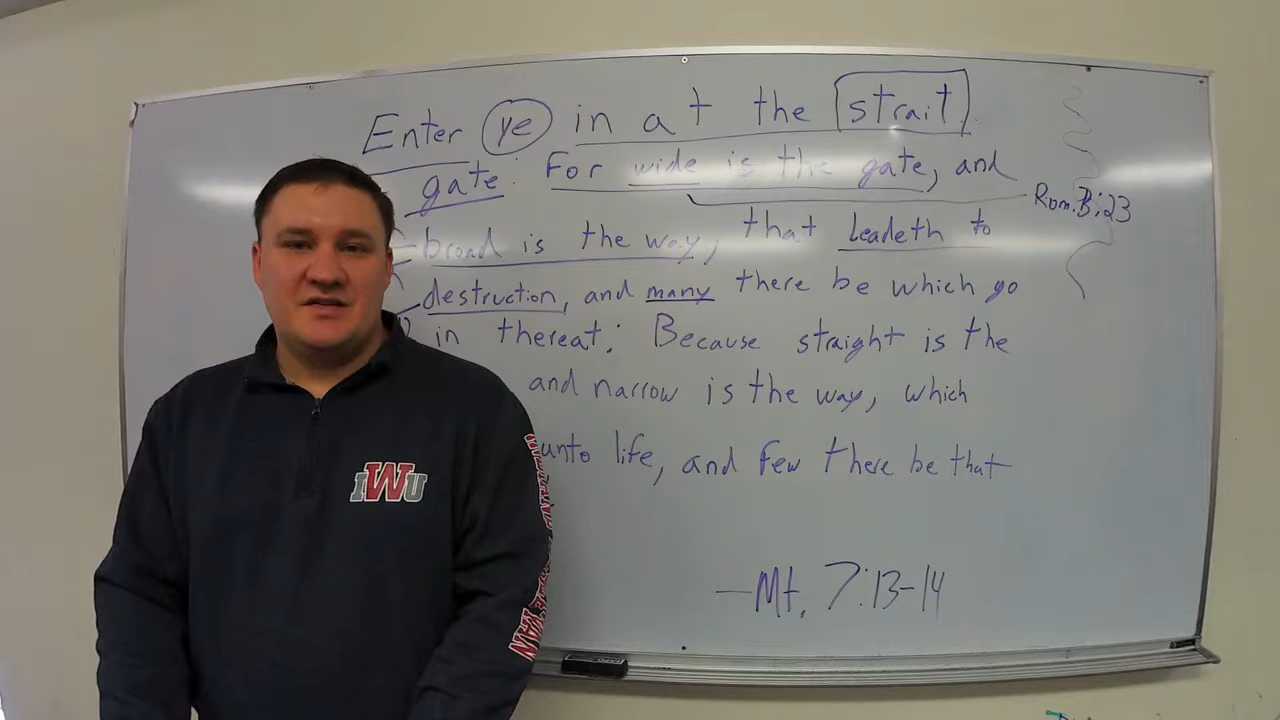 Enter ye in at the strait
gate: For wide is the gate, and
Rom. 3:23
broad is the way, that leadeth to
destruction, and many there be which go
in thereat: Because straight is the
and narrow is the way, which
unto life, and few there be that
— Mt. 7:13-14
IWU